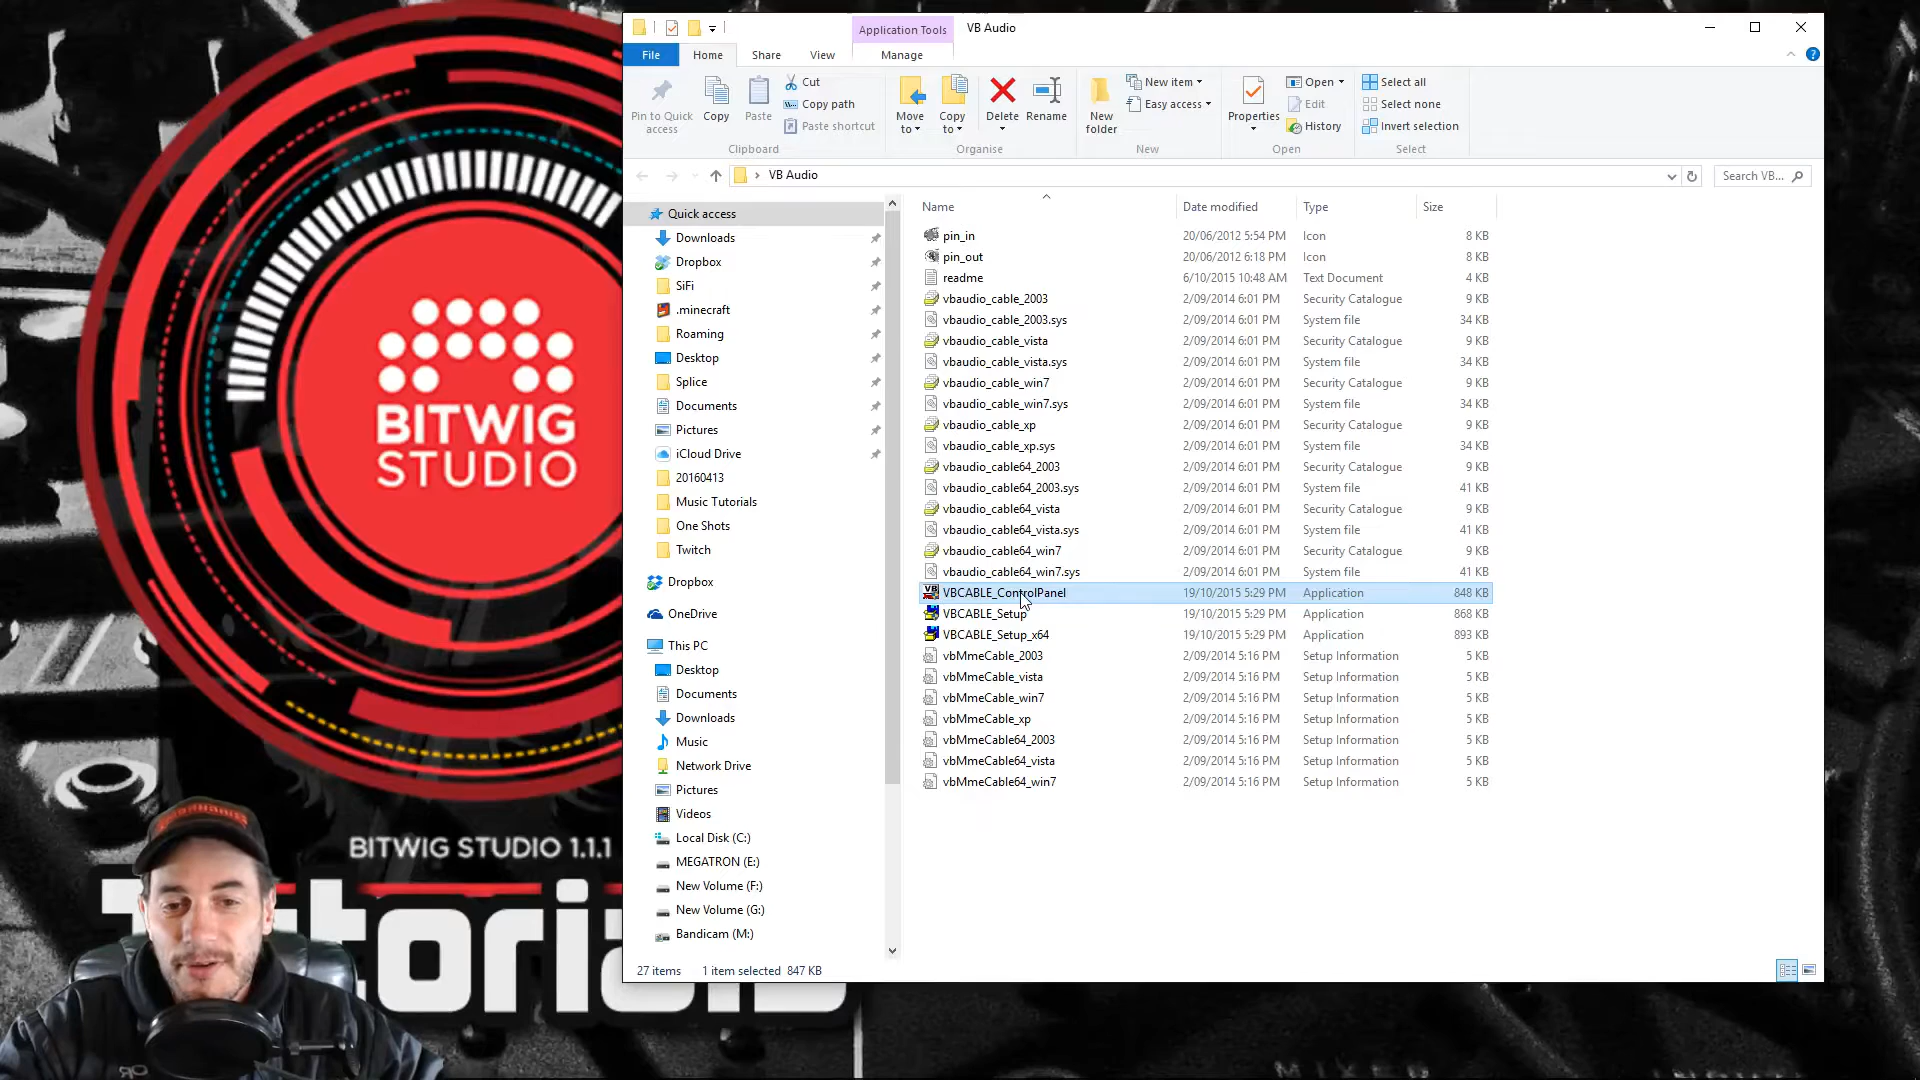 Application Tools
VB Audio
File
Home
Share
View
Manage
Pin to Quick access
Copy
Paste
Cut
Copy path
Paste shortcut
Clipboard
Move to
Copy to
Delete
Rename
Organise
New folder
New item
Easy access
New
Properties
Open
Edit
History
Open
Select all
Select none
Invert selection
Select
VB Audio
Search VB...
Quick access
Downloads
Dropbox
SiFi
.minecraft
Roaming
Desktop
Splice
Documents
Pictures
iCloud Drive
20160413
Music Tutorials
One Shots
Twitch
Dropbox
OneDrive
This PC
Desktop
Documents
Downloads
Music
Network Drive
Pictures
Videos
Local Disk (C:)
MEGATRON (E:)
New Volume (F:)
New Volume (G:)
Bandicam (M:)
Name Date modified Type Size
pin_in 20/06/2012 5:54 PM Icon 8 KB
pin_out 20/06/2012 6:18 PM Icon 8 KB
readme 6/10/2015 10:48 AM Text Document 4 KB
vbaudio_cable_2003 2/09/2014 6:01 PM Security Catalogue 9 KB
vbaudio_cable_2003.sys 2/09/2014 6:01 PM System file 34 KB
vbaudio_cable_vista 2/09/2014 6:01 PM Security Catalogue 9 KB
vbaudio_cable_vista.sys 2/09/2014 6:01 PM System file 34 KB
vbaudio_cable_win7 2/09/2014 6:01 PM Security Catalogue 9 KB
vbaudio_cable_win7.sys 2/09/2014 6:01 PM System file 34 KB
vbaudio_cable_xp 2/09/2014 6:01 PM Security Catalogue 9 KB
vbaudio_cable_xp.sys 2/09/2014 6:01 PM System file 34 KB
vbaudio_cable64_2003 2/09/2014 6:01 PM Security Catalogue 9 KB
vbaudio_cable64_2003.sys 2/09/2014 6:01 PM System file 41 KB
vbaudio_cable64_vista 2/09/2014 6:01 PM Security Catalogue 9 KB
vbaudio_cable64_vista.sys 2/09/2014 6:01 PM System file 41 KB
vbaudio_cable64_win7 2/09/2014 6:01 PM Security Catalogue 9 KB
vbaudio_cable64_win7.sys 2/09/2014 6:01 PM System file 41 KB
VBCABLE_ControlPanel 19/10/2015 5:29 PM Application 848 KB
VBCABLE_Setup 19/10/2015 5:29 PM Application 868 KB
VBCABLE_Setup_x64 19/10/2015 5:29 PM Application 893 KB
vbMmeCable_2003 2/09/2014 5:16 PM Setup Information 5 KB
vbMmeCable_vista 2/09/2014 5:16 PM Setup Information 5 KB
vbMmeCable_win7 2/09/2014 5:16 PM Setup Information 5 KB
vbMmeCable_xp 2/09/2014 5:16 PM Setup Information 5 KB
vbMmeCable64_2003 2/09/2014 5:16 PM Setup Information 5 KB
vbMmeCable64_vista 2/09/2014 5:16 PM Setup Information 5 KB
vbMmeCable64_win7 2/09/2014 5:16 PM Setup Information 5 KB
27 items 1 item selected 847 KB
BITWIG
STUDIO
BITWIG STUDIO 1.1.1